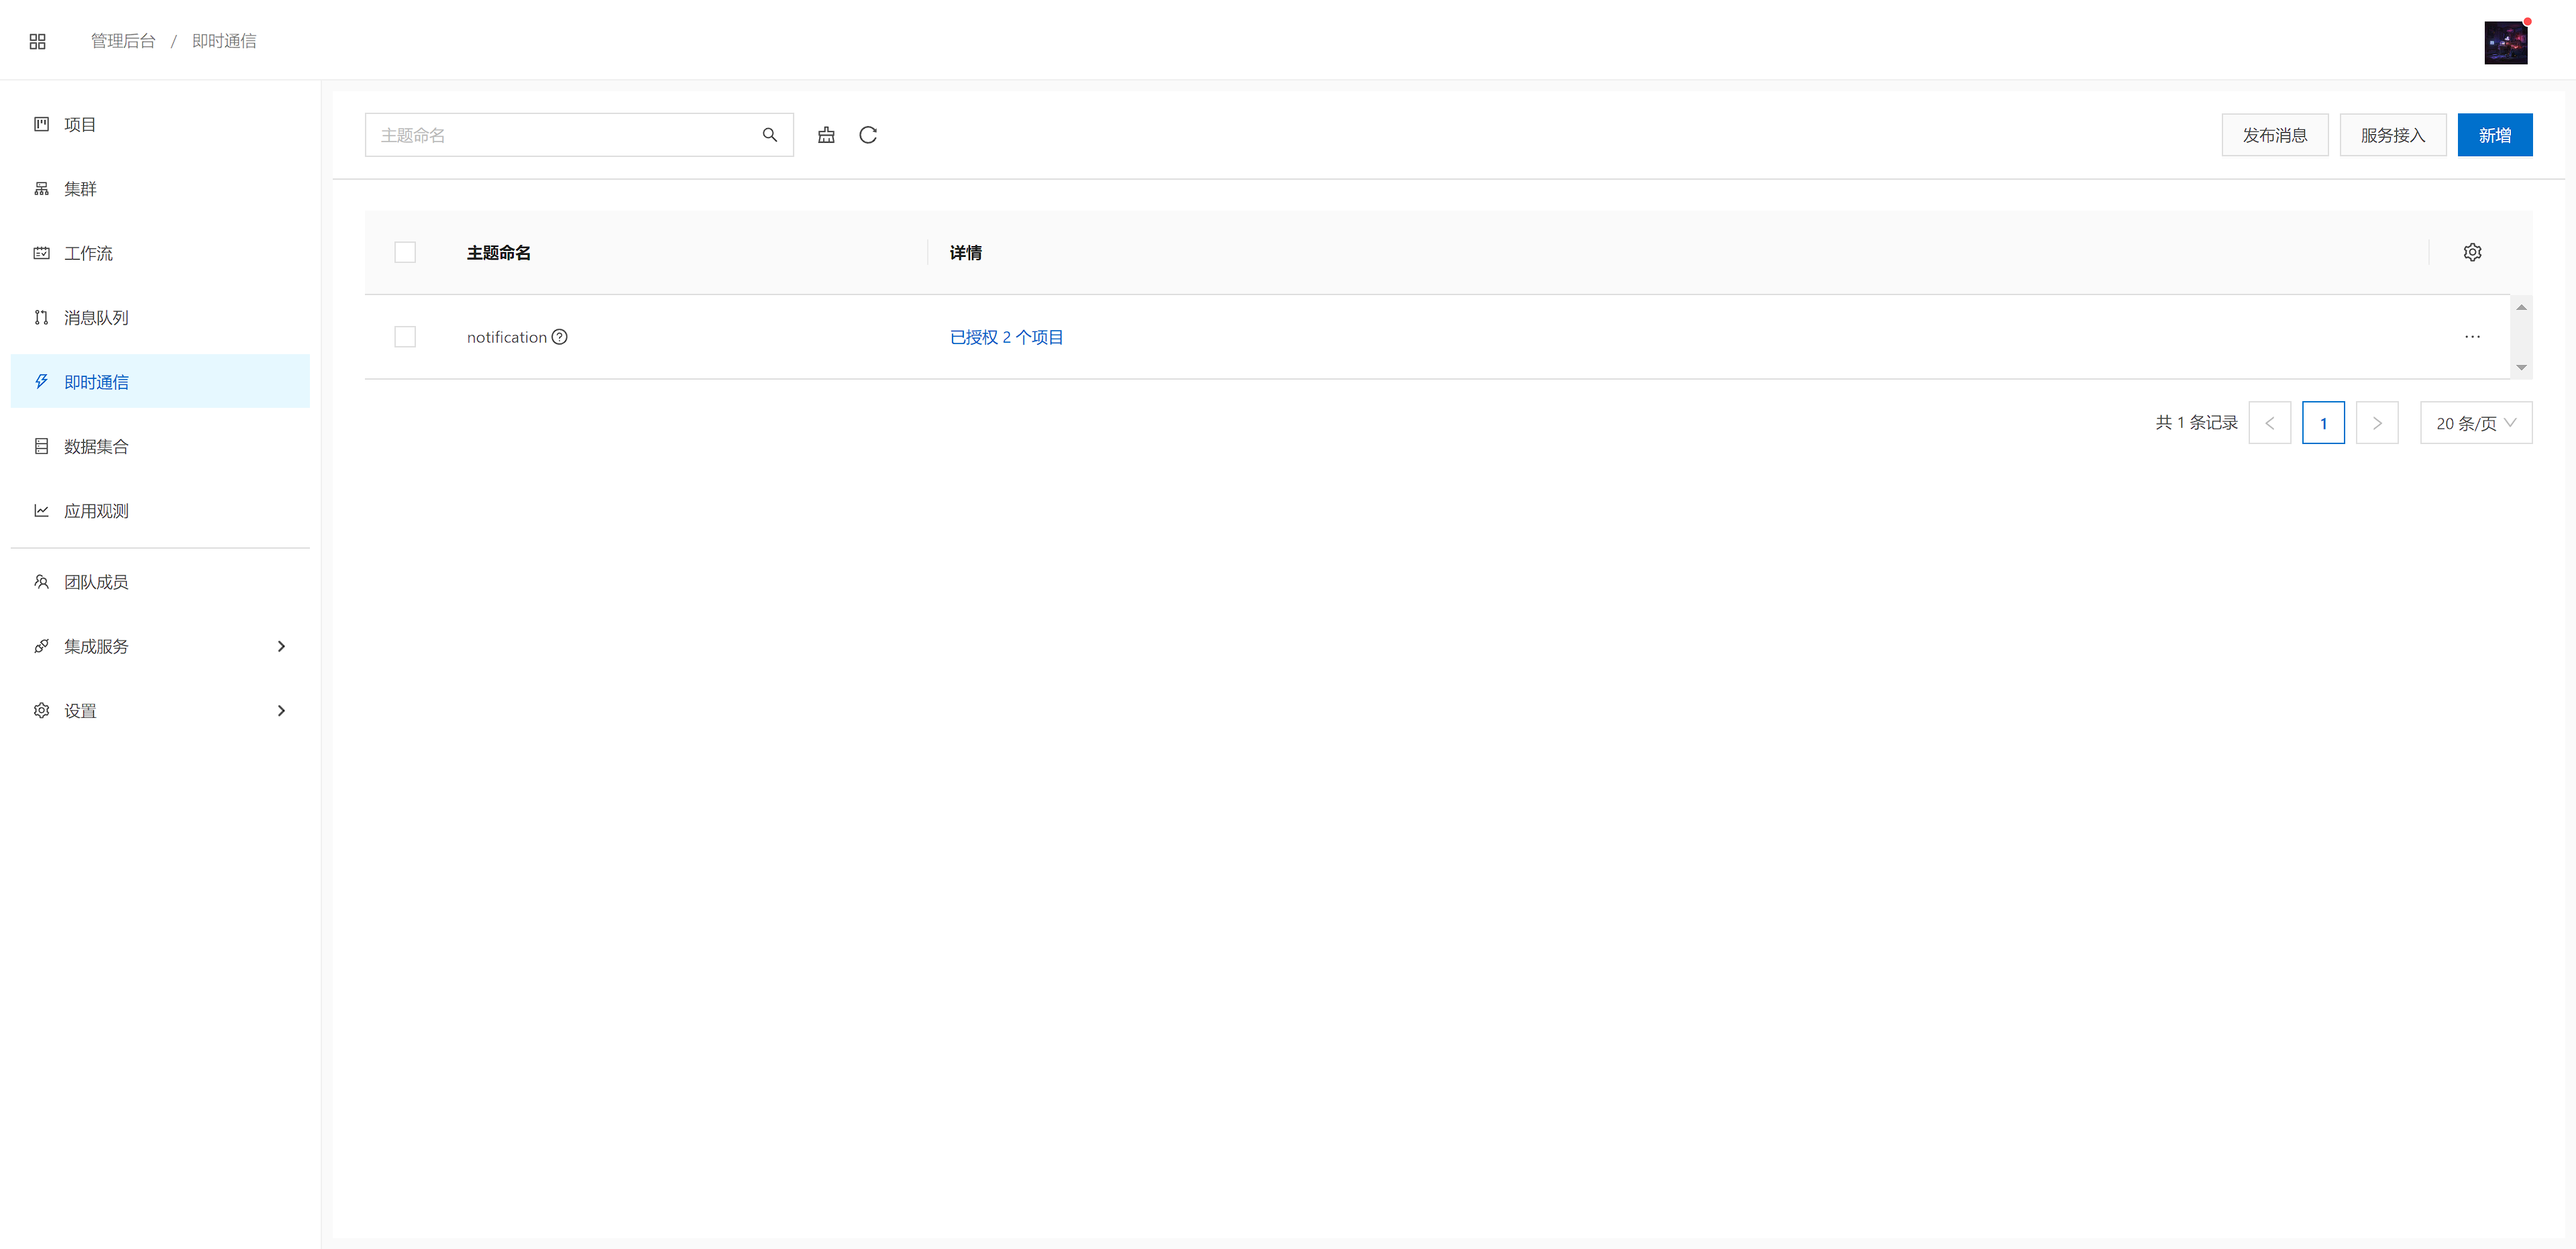 管理后台 / 即时通信
项目
集群
工作流
消息队列
即时通信
数据集合
应用观测
团队成员
集成服务
设置
主题命名
发布消息
服务接入
新增
主题命名
详情
notification
已授权 2 个项目
共 1 条记录
1
20 条/页